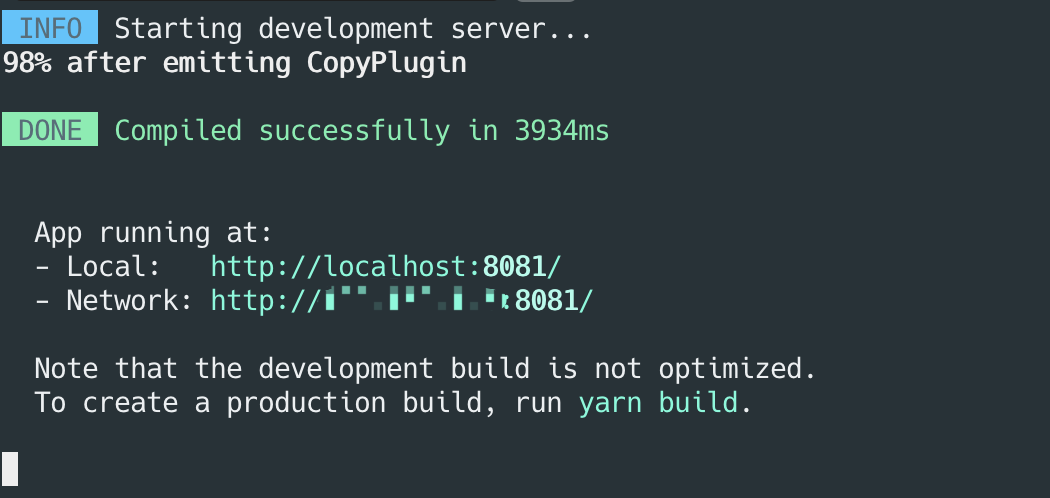 INFO Starting development server...
98% after emitting CopyPlugin
DONE Compiled successfully in 3934ms
App running at:
- Local: http://localhost:8081/
- Network: http:// :8081/
Note that the development build is not optimized.
To create a production build, run yarn build.